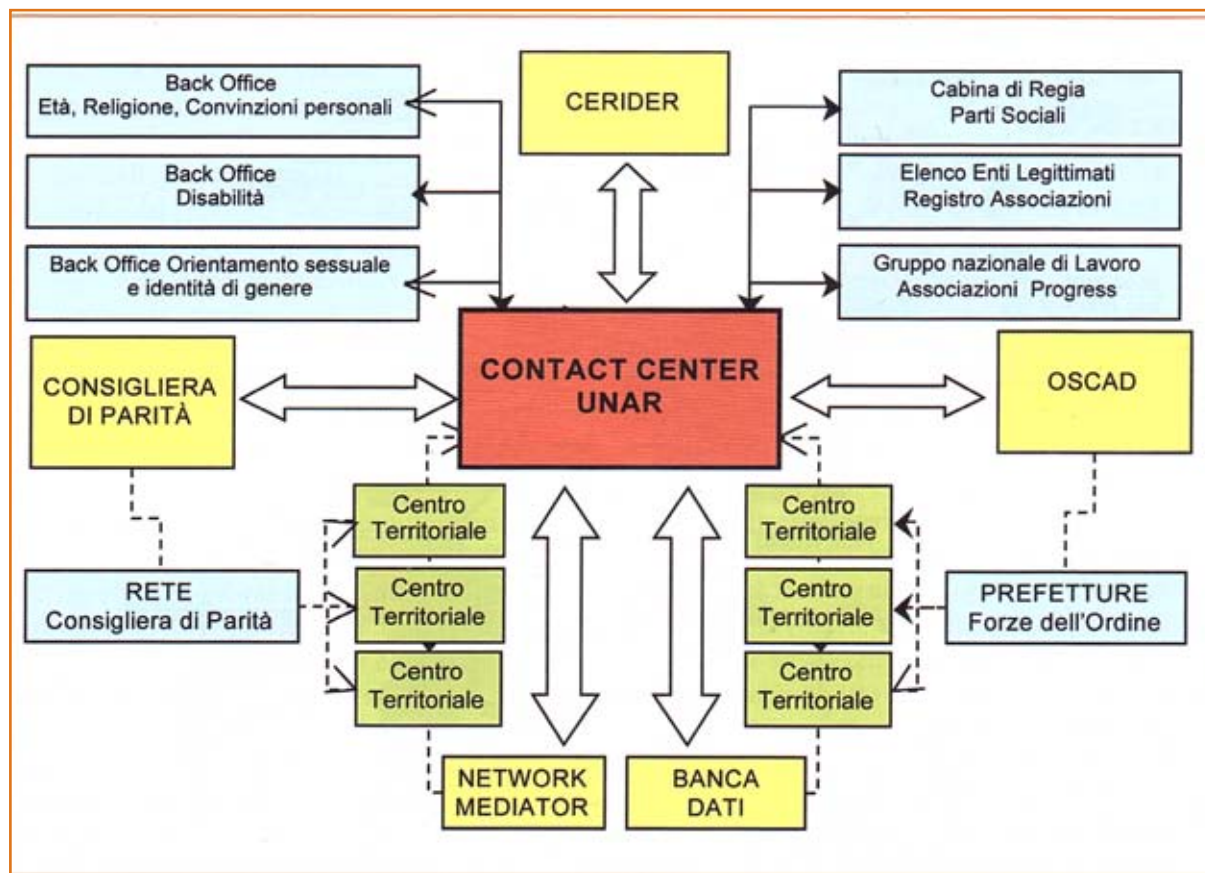 Back Office
Età, Religione, Convinzioni personali
CERIDER
Cabina di Regia
Parti Sociali
Back Office
Disabilità
Elenco Enti Legittimati
Registro Associazioni
Back Office Orientamento sessuale
e identità di genere
Gruppo nazionale di Lavoro
Associazioni Progress
CONSIGLIERA
DI PARITÀ
CONTACT CENTER
UNAR
OSCAD
Centro
Territoriale
Centro
Territoriale
RETE
Consigliera di Parità
Centro
Territoriale
Centro
Territoriale
PREFETTURE
Forze dell'Ordine
Centro
Territoriale
Centro
Territoriale
NETWORK
MEDIATOR
BANCA
DATI